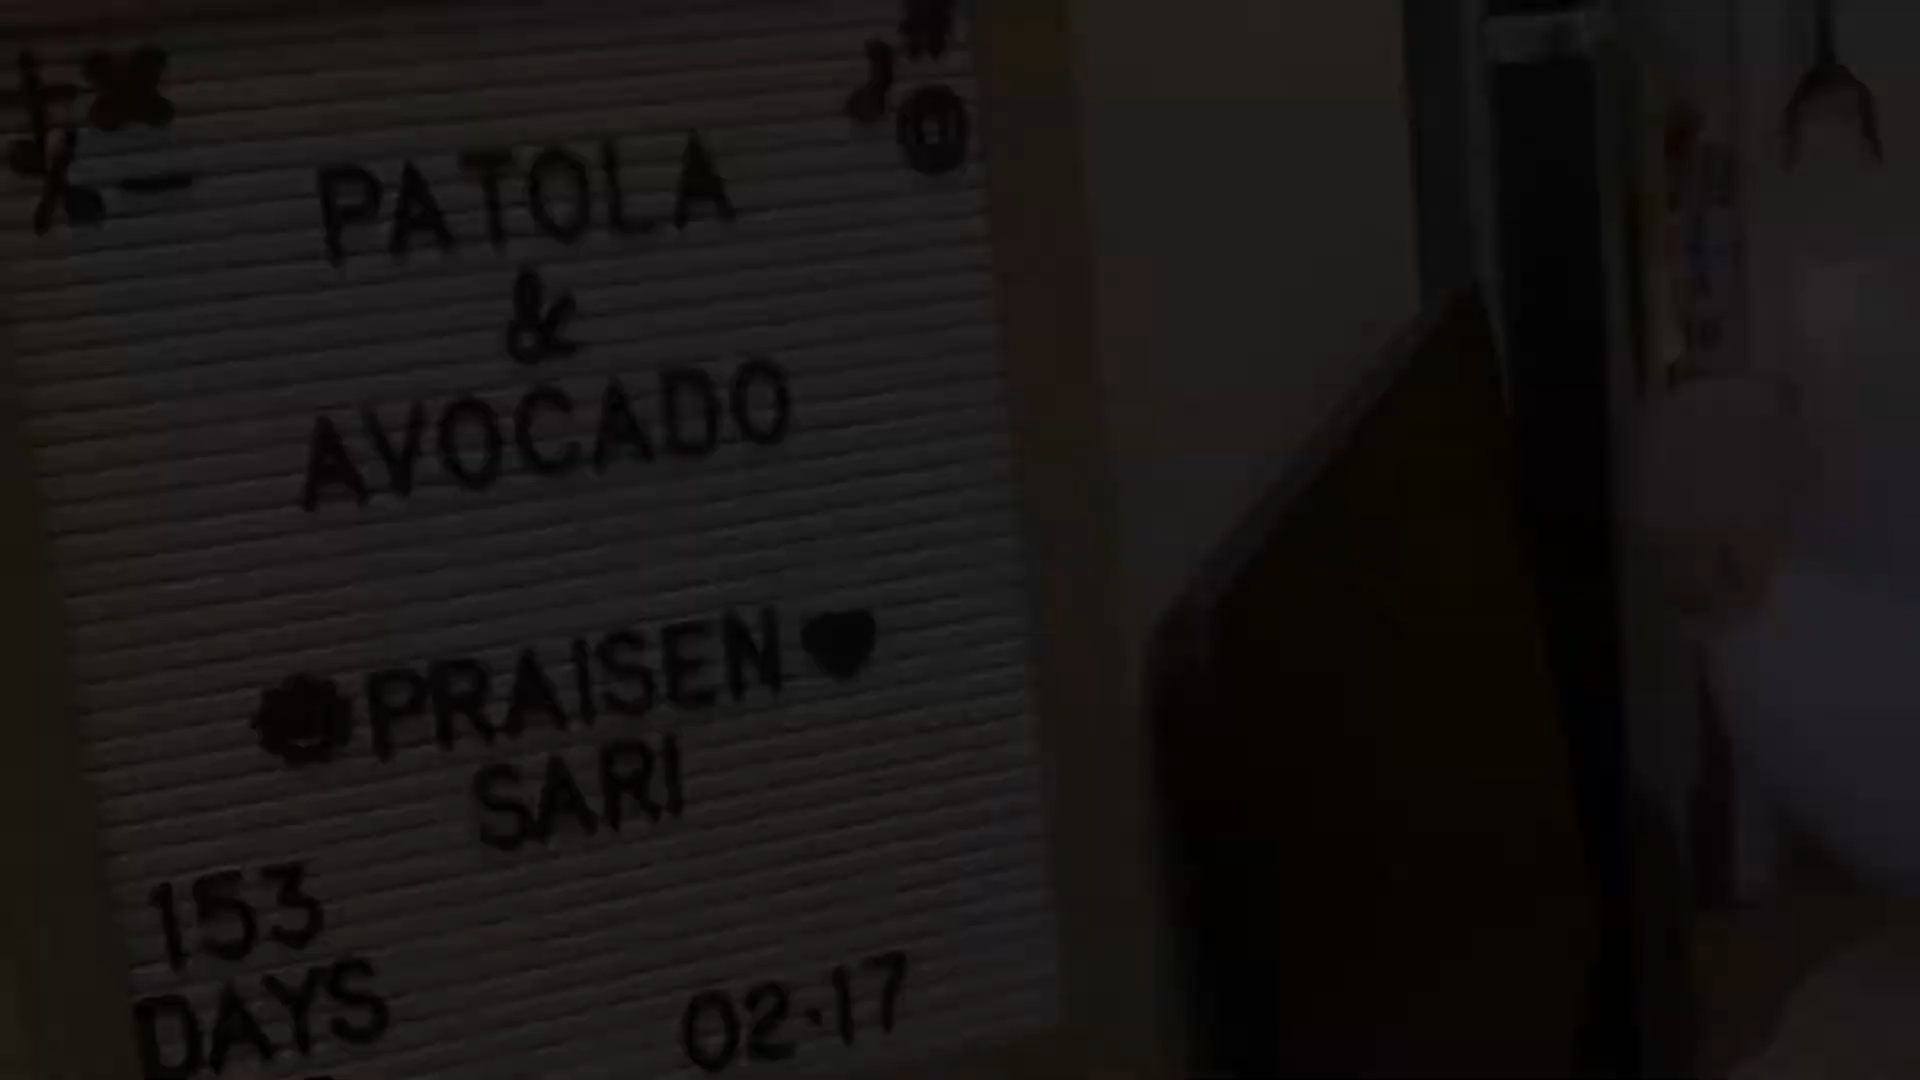 PATOLA
&
AVOCADO
PRAISEN
SARI
153
DAYS
02.17